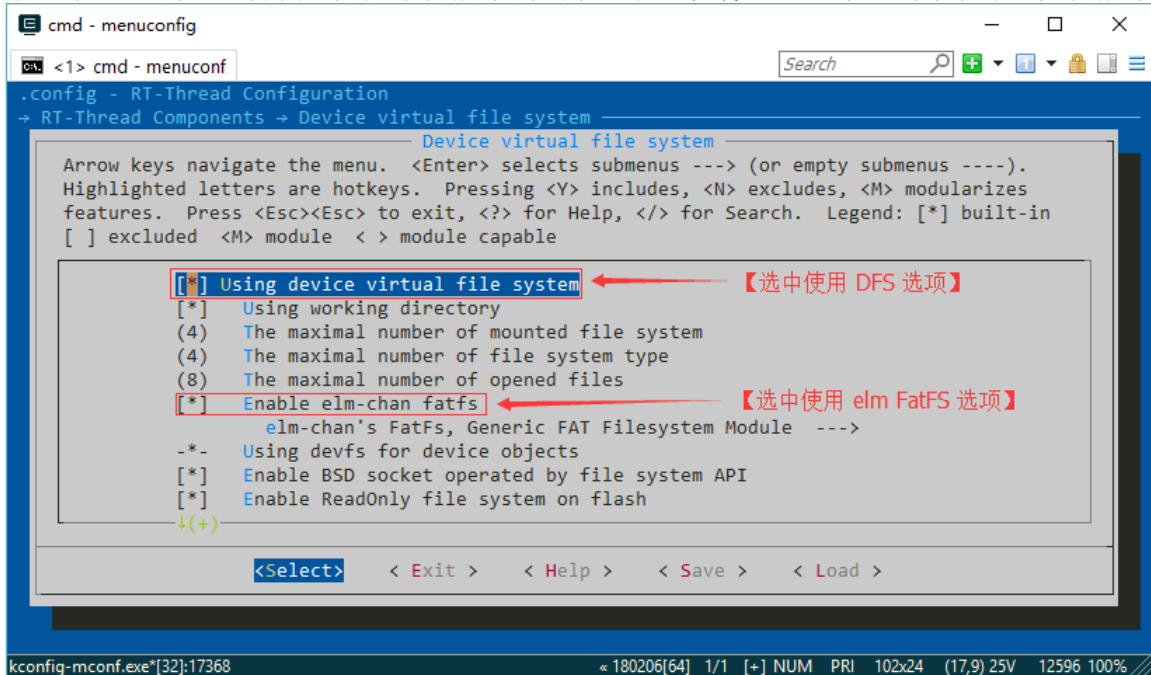 cmd - menuconfig
<1> cmd - menuconf
Search
.config - RT-Thread Configuration
→ RT-Thread Components → Device virtual file system
Device virtual file system
Arrow keys navigate the menu.  <Enter> selects submenus ---> (or empty submenus ----).
Highlighted letters are hotkeys.  Pressing <Y> includes, <N> excludes, <M> modularizes
features.  Press <Esc><Esc> to exit, <?> for Help, </> for Search.  Legend: [*] built-in
[ ] excluded  <M> module  < > module capable
[*] Using device virtual file system 【选中使用 DFS 选项】
[*]   Using working directory
(4)   The maximal number of mounted file system
(4)   The maximal number of file system type
(8)   The maximal number of opened files
[*]   Enable elm-chan fatfs 【选中使用 elm FatFS 选项】
elm-chan's FatFs, Generic FAT Filesystem Module  --->
-*-   Using devfs for device objects
[*]   Enable BSD socket operated by file system API
[*]   Enable ReadOnly file system on flash
↓(+)
<Select>    < Exit >    < Help >    < Save >    < Load >
kconfig-mconf.exe*[32]:17368 « 180206[64] 1/1 [+] NUM PRI 102x24 (17,9) 25V 12596 100%